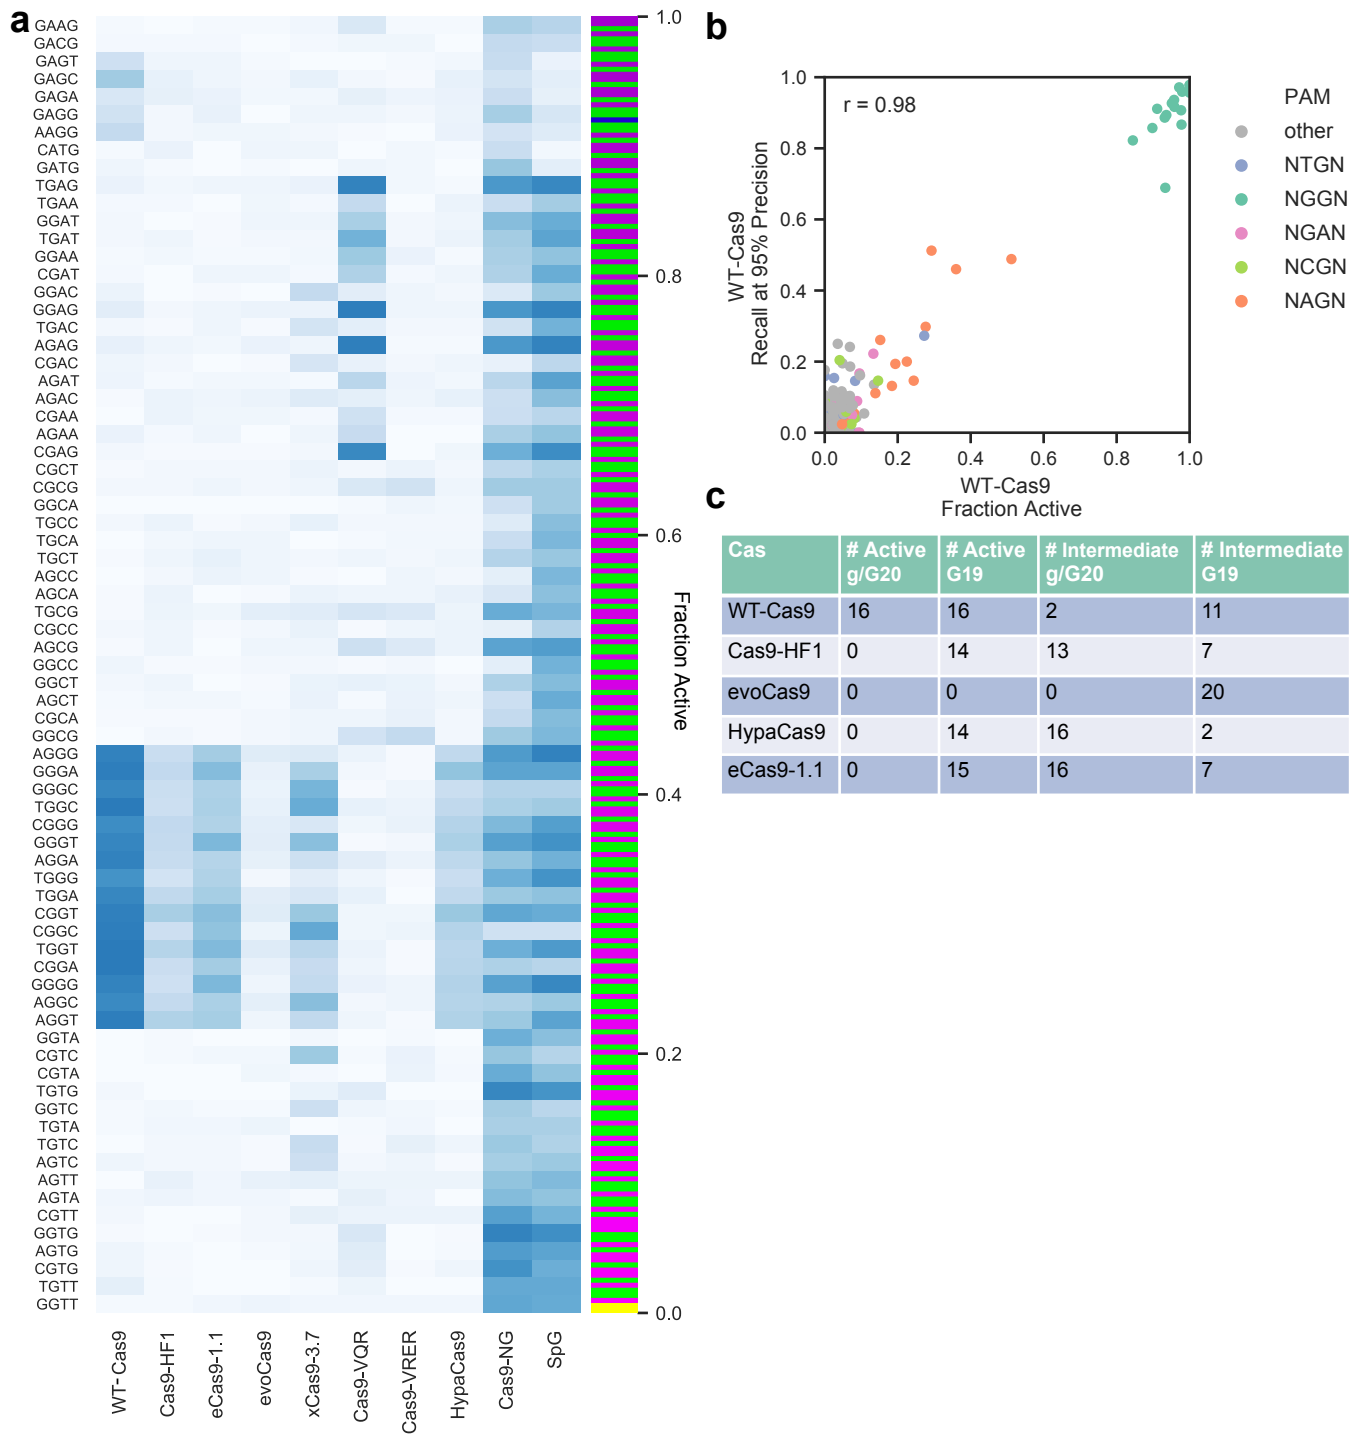 a
GAAG
GACG
GAGT
GAGC
GAGA
GAGG
AAGG
CATG
GATG
TGAG
TGAA
GGAT
TGAT
GGAA
CGAT
GGAC
GGAG
TGAC
AGAG
CGAC
AGAT
AGAC
CGAA
AGAA
CGAG
CGCT
CGCG
GGCA
TGCC
TGCA
TGCT
AGCC
AGCA
TGCG
CGCC
AGCG
GGCC
GGCT
AGCT
CGCA
GGCG
AGGG
GGGA
GGGC
TGGC
CGGG
GGGT
AGGA
TGGG
TGGA
CGGT
CGGC
TGGT
CGGA
GGGG
AGGC
AGGT
GGTA
CGTC
CGTA
TGTG
GGTC
TGTA
TGTC
AGTC
AGTT
AGTA
CGTT
GGTG
AGTG
CGTG
TGTT
GGTT
WT- Cas9
Cas9-HF1
eCas9-1.1
evoCas9
xCas9-3.7
Cas9-VQR
Cas9-VRER
HypaCas9
Cas9-NG
SpG
1.0
0.8
0.6
0.4
0.2
0.0
Fraction Active
b
r = 0.98
WT-Cas9
Recall at 95% Precision
1.0
0.8
0.6
0.4
0.2
0.0
0.0 0.2 0.4 0.6 0.8 1.0
WT-Cas9
Fraction Active
PAM
other
NTGN
NGGN
NGAN
NCGN
NAGN
c
Cas # Active g/G20 # Active G19 # Intermediate g/G20 # Intermediate G19
WT-Cas9 16 16 2 11
Cas9-HF1 0 14 13 7
evoCas9 0 0 0 20
HypaCas9 0 14 16 2
eCas9-1.1 0 15 16 7